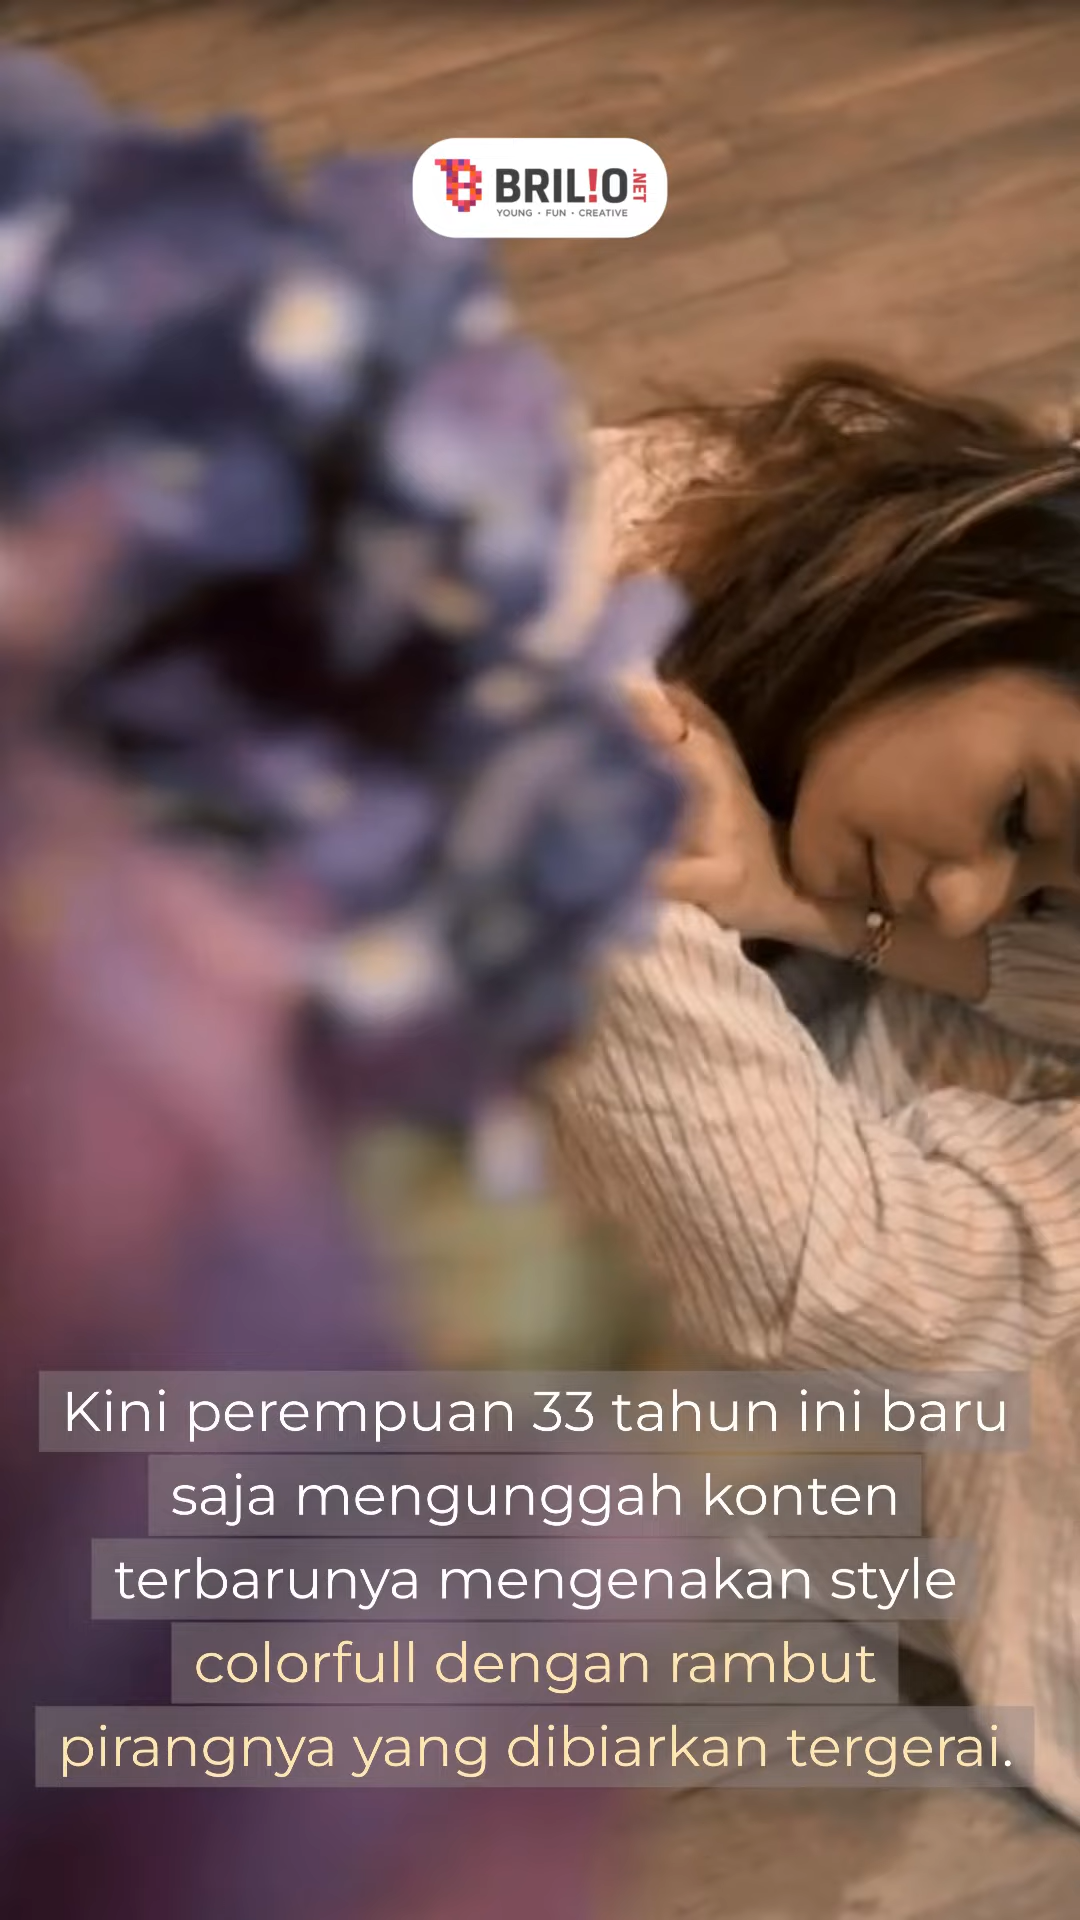 BRIL!O.NET
YOUNG · FUN · CREATIVE
Kini perempuan 33 tahun ini baru
saja mengunggah konten
terbarunya mengenakan style
colorfull dengan rambut
pirangnya yang dibiarkan tergerai.